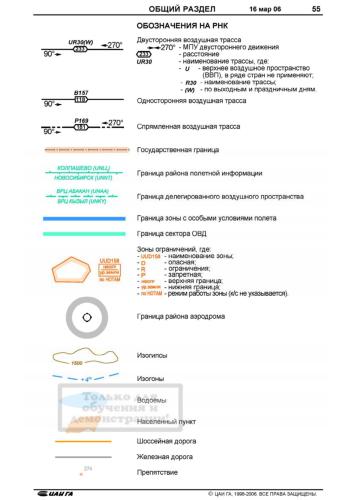 ОБЩИЙ РАЗДЕЛ 16 мар 06 55
ОБОЗНАЧЕНИЯ НА РНК
UR30(W)
90° 233 270°
Двусторонняя воздушная трасса
270° - МПУ двустороннего движения
233 - расстояние
UR30 - наименование трассы, где:
- U - верхнее воздушное пространство
(ВВП), в ряде стран не применяют;
- R30 - наименование трассы;
- (W) - по выходным и праздничным дням.
B157
90° 110
Односторонняя воздушная трасса
P169
90° 161 270°
Спрямленная воздушная трасса
Государственная граница
КОЛПАШЕВО (UNLL)
НОВОСИБИРСК (UNNT)
Граница района полетной информации
ВРЦ АБАКАН (UNAA)
ВРЦ КЫЗЫЛ (UNKY)
Граница делегированного воздушного пространства
Граница зоны с особыми условиями полета
Граница сектора ОВД
Зоны ограничений, где:
UUD158 - наименование зоны;
- D - опасная;
- R - ограничения;
- P - запретная;
- верхняя граница;
- нижняя граница;
- по НОТАМ - режим работы зоны (к/с не указывается).
UUD158
по НОТАМ
Граница района аэродрома
1500
Изогипсы
+4°
Изогоны
Водоемы
Населенный пункт
Только для
обучения и
демонстрации!
Шоссейная дорога
Железная дорога
274
Препятствие
ЦАИ ГА © ЦАИ ГА, 1998-2006. ВСЕ ПРАВА ЗАЩИЩЕНЫ.